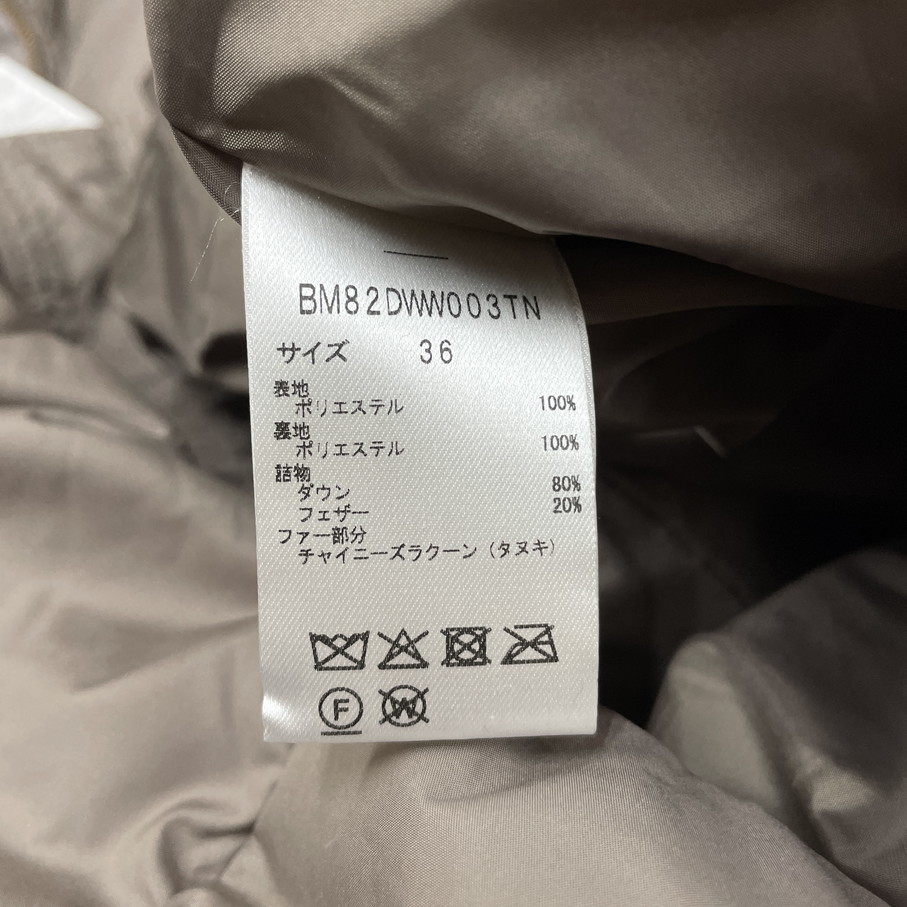 BM82DWW003TN
サイズ 36
表地
ポリエステル 100%
裏地
ポリエステル 100%
詰物
ダウン 80%
フェザー 20%
ファー部分
チャイニーズラクーン(タヌキ)
F W